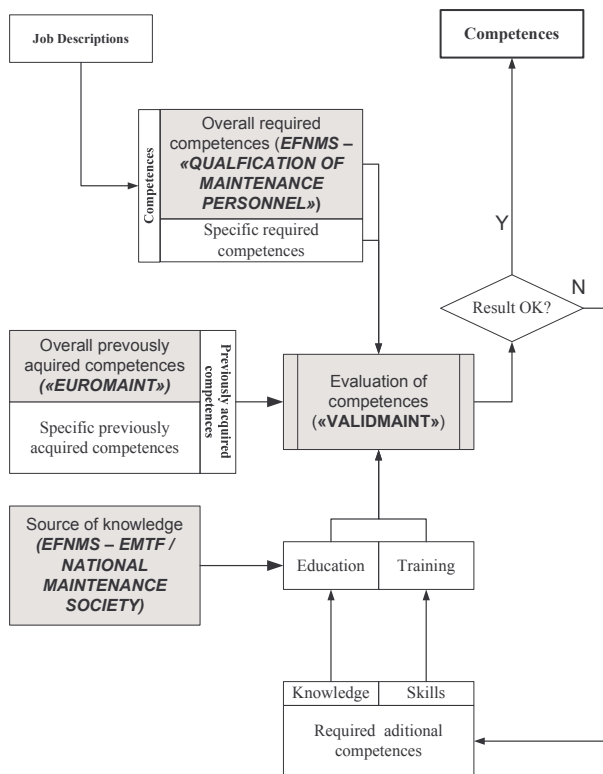 Job Descriptions
Competences
Competences
Overall required
competences (EFNMS –
«QUALFICATION OF
MAINTENANCE
PERSONNEL»)
Specific required
competences
Y
N
Result OK?
Overall prevously
aquired competences
(«EUROMAINT»)
Specific previously
acquired competences
Previously acquired
competences
Evaluation of
competences
(«VALIDMAINT»)
Source of knowledge
(EFNMS – EMTF /
NATIONAL
MAINTENANCE
SOCIETY)
Education
Training
Knowledge
Skills
Required aditional
competences